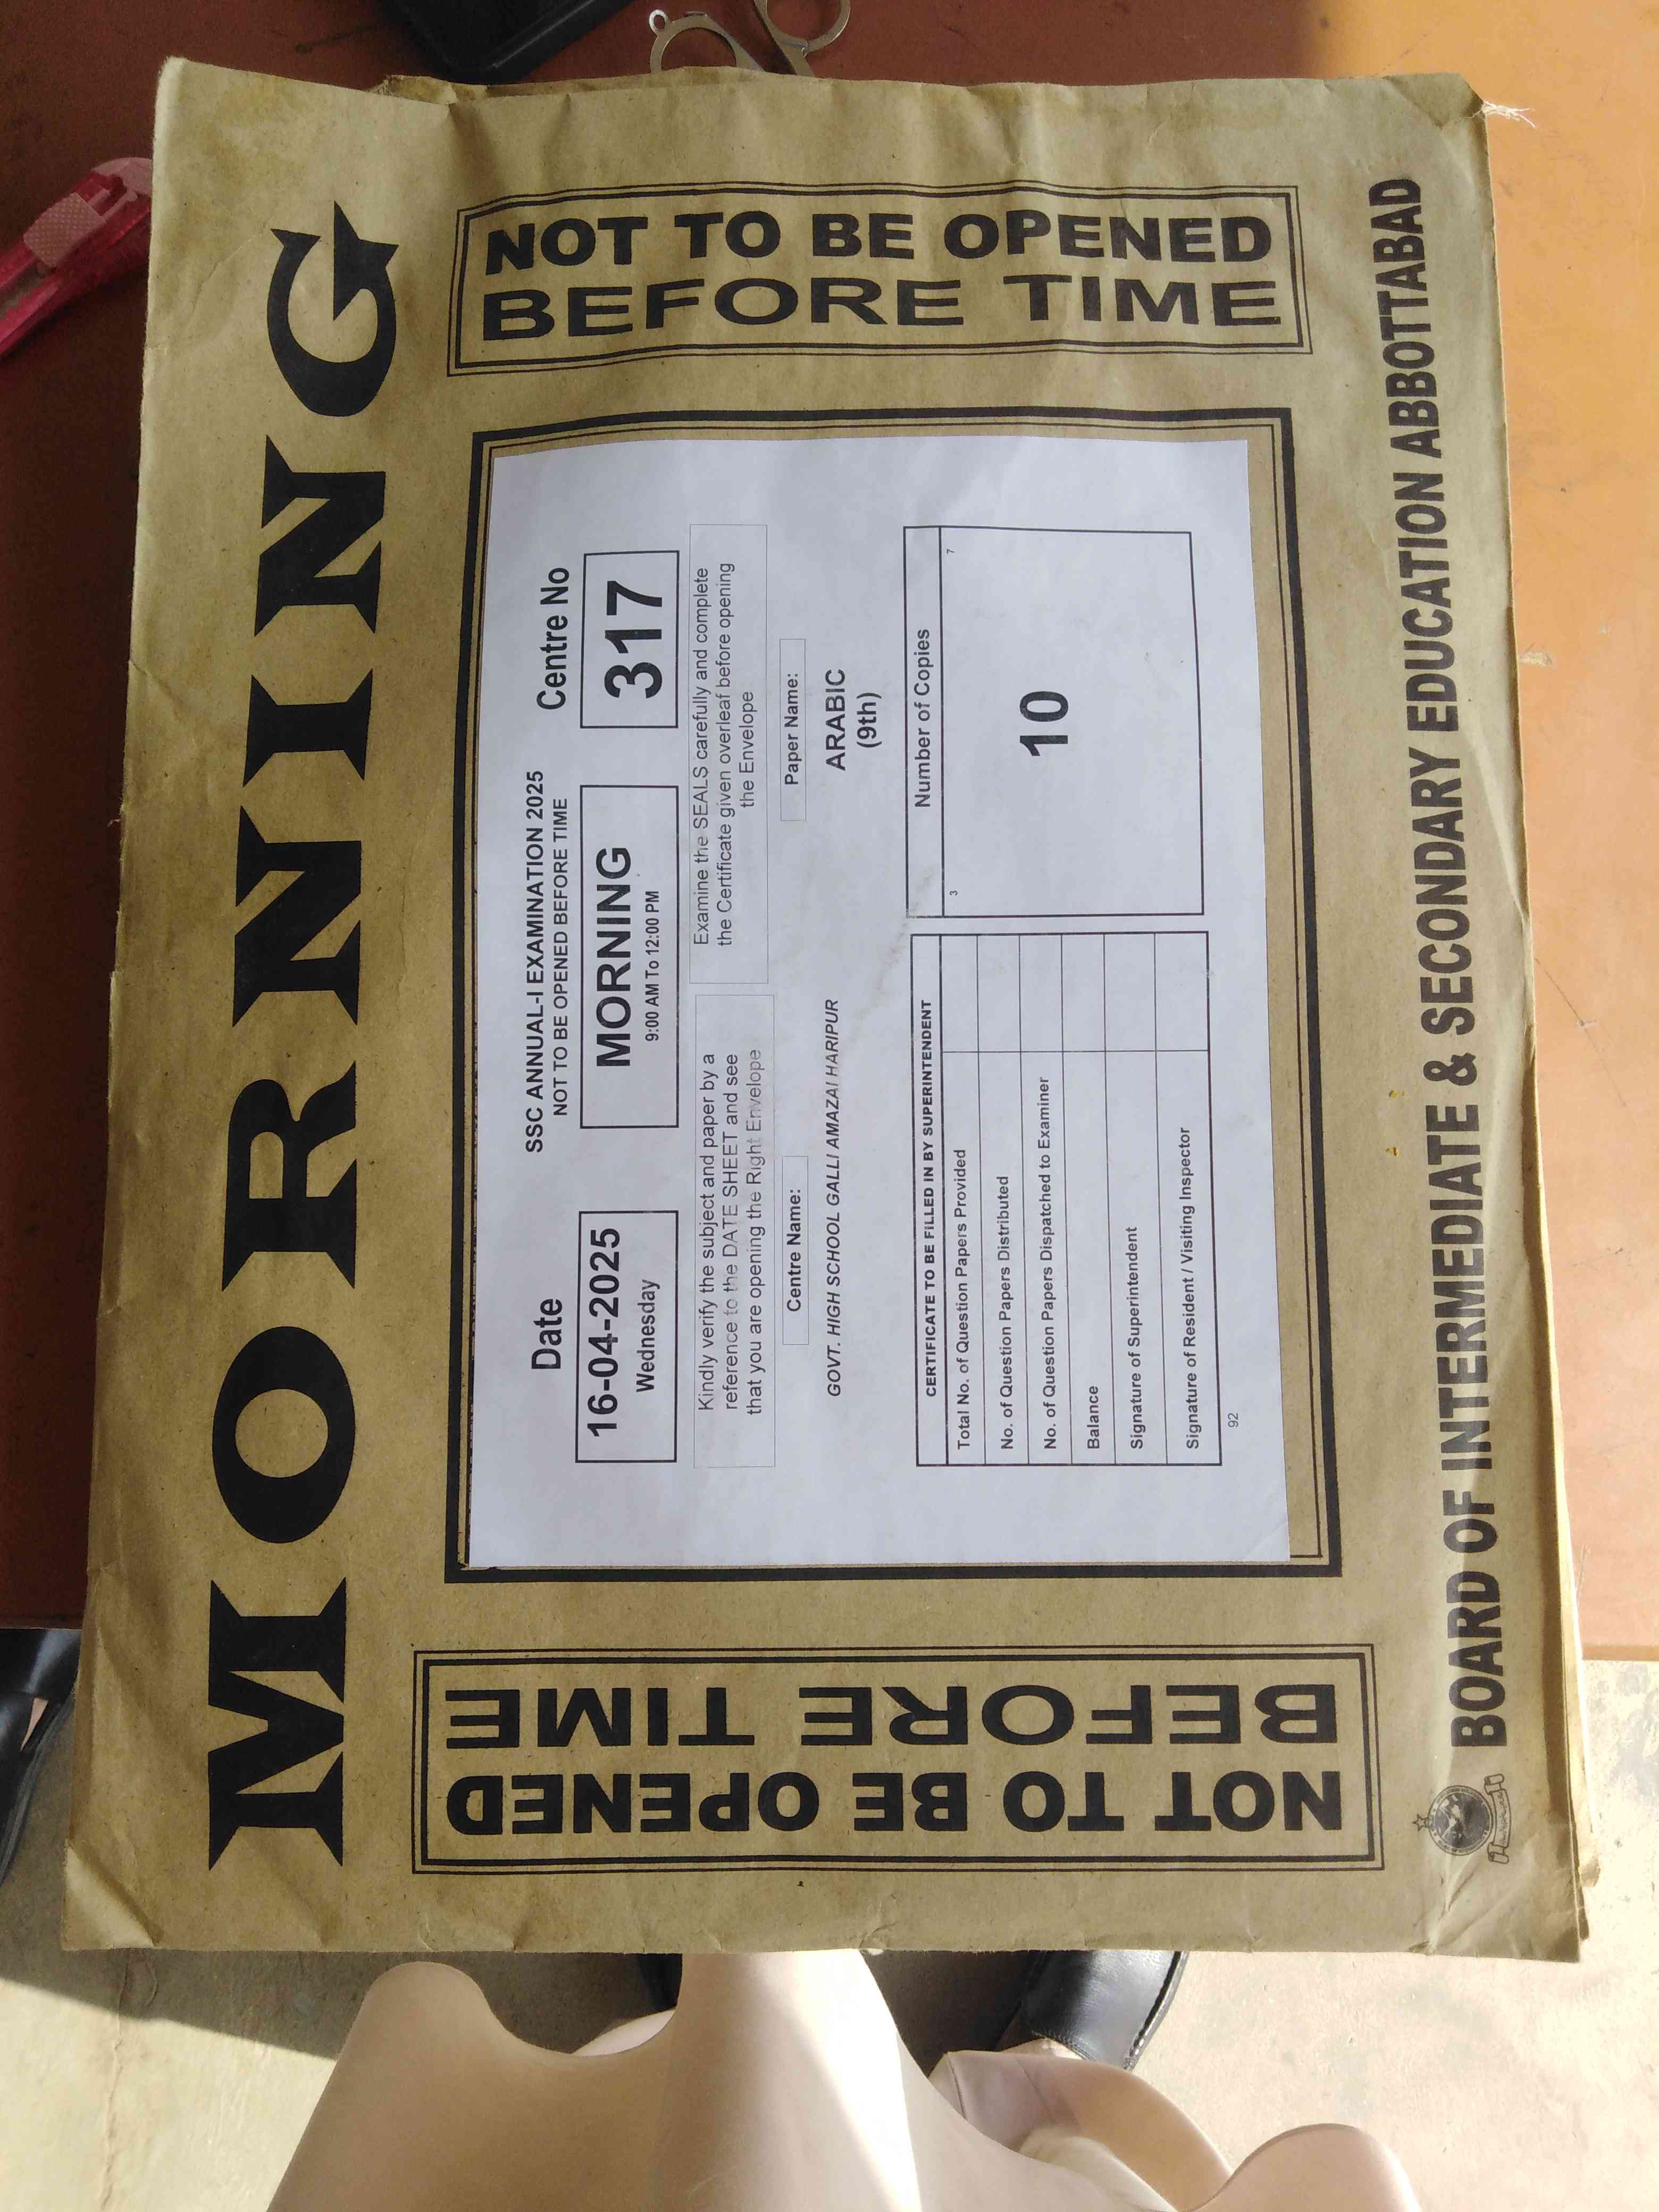 MORNING
NOT TO BE OPENED
BEFORE TIME
SSC ANNUAL-I EXAMINATION 2025
NOT TO BE OPENED BEFORE TIME
Date
16-04-2025
Wednesday
MORNING
9:00 AM To 12:00 PM
Centre No
317
Kindly verify the subject and paper by a
reference to the DATE SHEET and see
that you are opening the Right Envelope
Examine the SEALS carefully and complete
the Certificate given overleaf before opening
the Envelope
Centre Name:
GOVT. HIGH SCHOOL GALLI AMAZAI HARIPUR
Paper Name:
ARABIC
(9th)
CERTIFICATE TO BE FILLED IN BY SUPERINTENDENT
Total No. of Question Papers Provided
No. of Question Papers Distributed
No. of Question Papers Dispatched to Examiner
Balance
Signature of Superintendent
Signature of Resident / Visiting Inspector
92
Number of Copies
3 7
10
NOT TO BE OPENED
BEFORE TIME
BOARD OF INTERMEDIATE & SECONDARY EDUCATION ABBOTTABAD